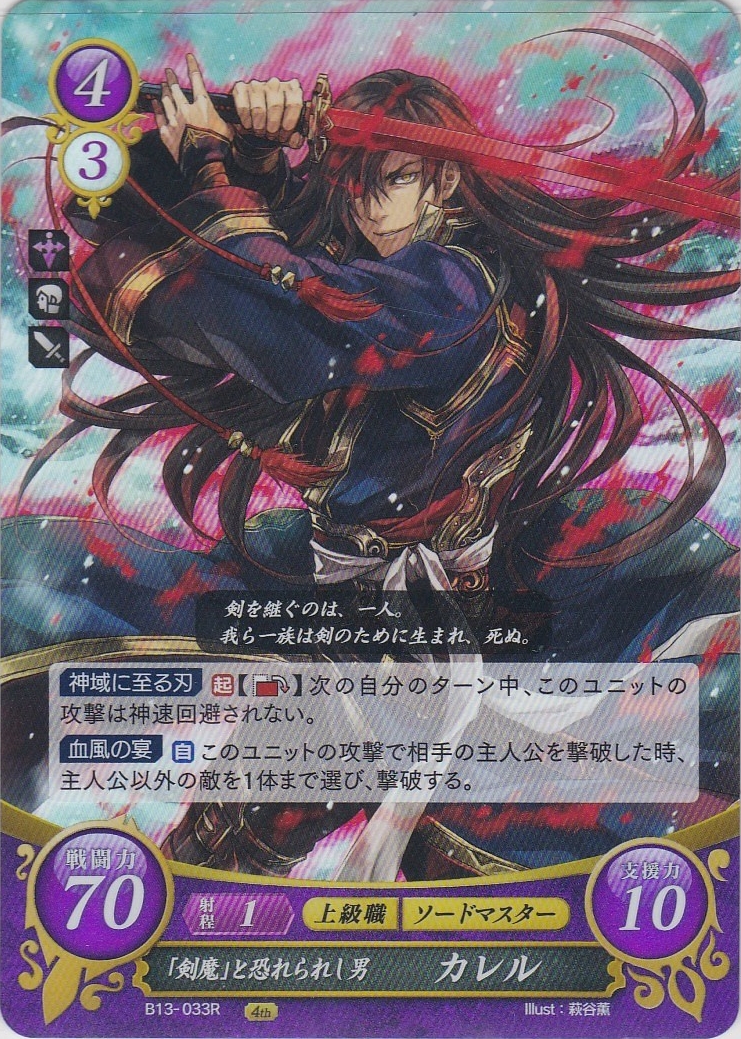 4
3
剣を継ぐのは、一人。
我ら一族は剣のために生まれ、死ぬ。
神域に至る刃 起【 】次の自分のターン中、このユニットの
攻撃は神速回避されない。
血風の宴 自 このユニットの攻撃で相手の主人公を撃破した時、
主人公以外の敵を1体まで選び、撃破する。
戦闘力
70
射程 1 上級職 ソードマスター
支援力
10
「剣魔」と恐れられし男 カレル
B13-033R 4th Illust：萩谷薫